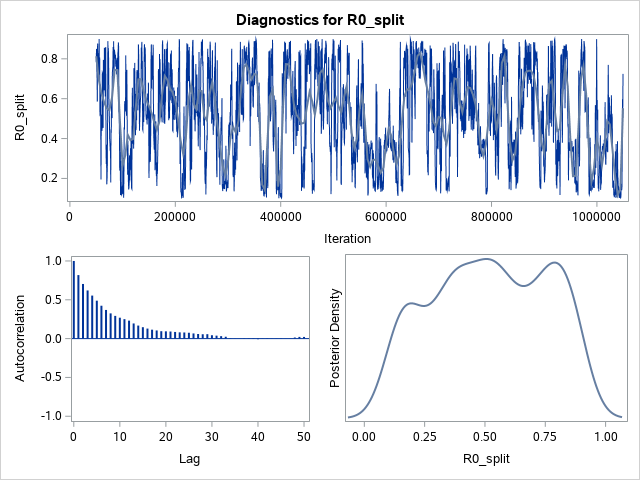 Diagnostics for R0_split
R0_split
0.8
0.6
0.4
0.2
0 200000 400000 600000 800000 1000000
Iteration
Autocorrelation
1.0
0.5
0.0
-0.5
-1.0
0 10 20 30 40 50
Lag
Posterior Density
0.00 0.25 0.50 0.75 1.00
R0_split